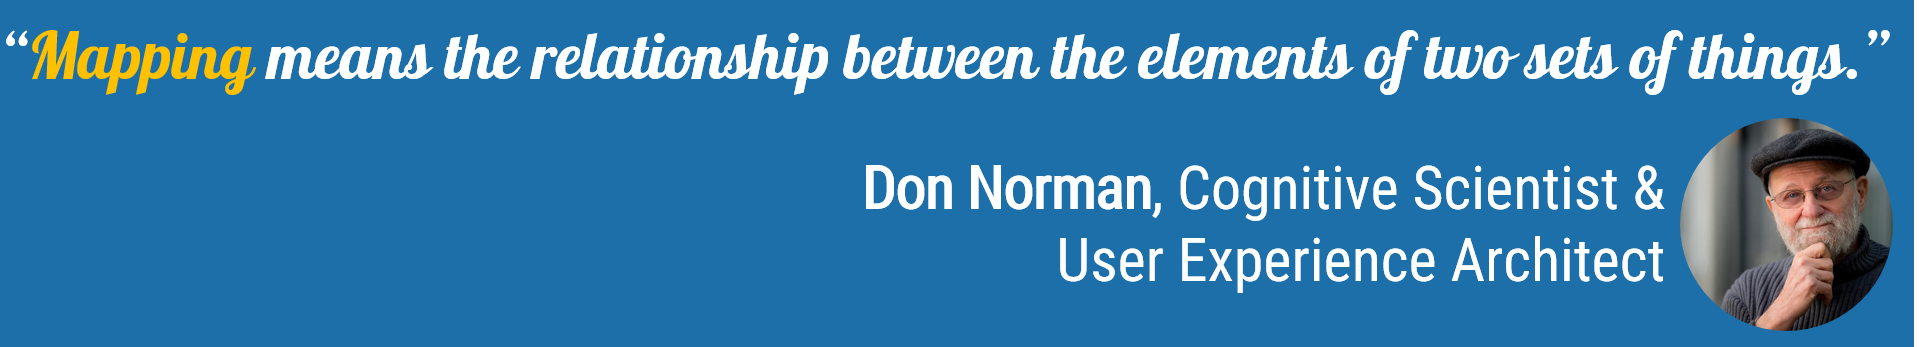 “Mapping means the relationship between the elements of two sets of things.”
Don Norman, Cognitive Scientist &
User Experience Architect